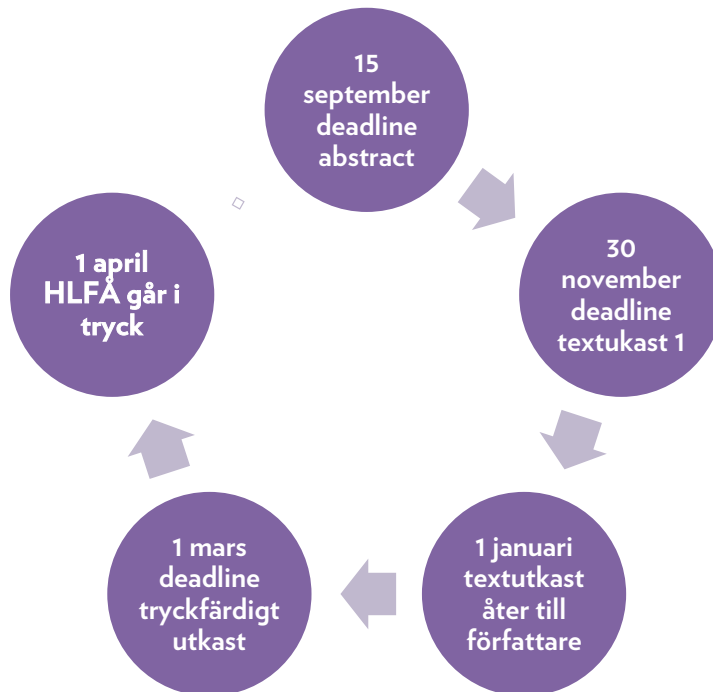 15
september
deadline
abstract
30
november
deadline
textukast 1
1 januari
textutkast
åter till
författare
1 mars
deadline
tryckfärdigt
utkast
1 april
HLFÅ går i
tryck